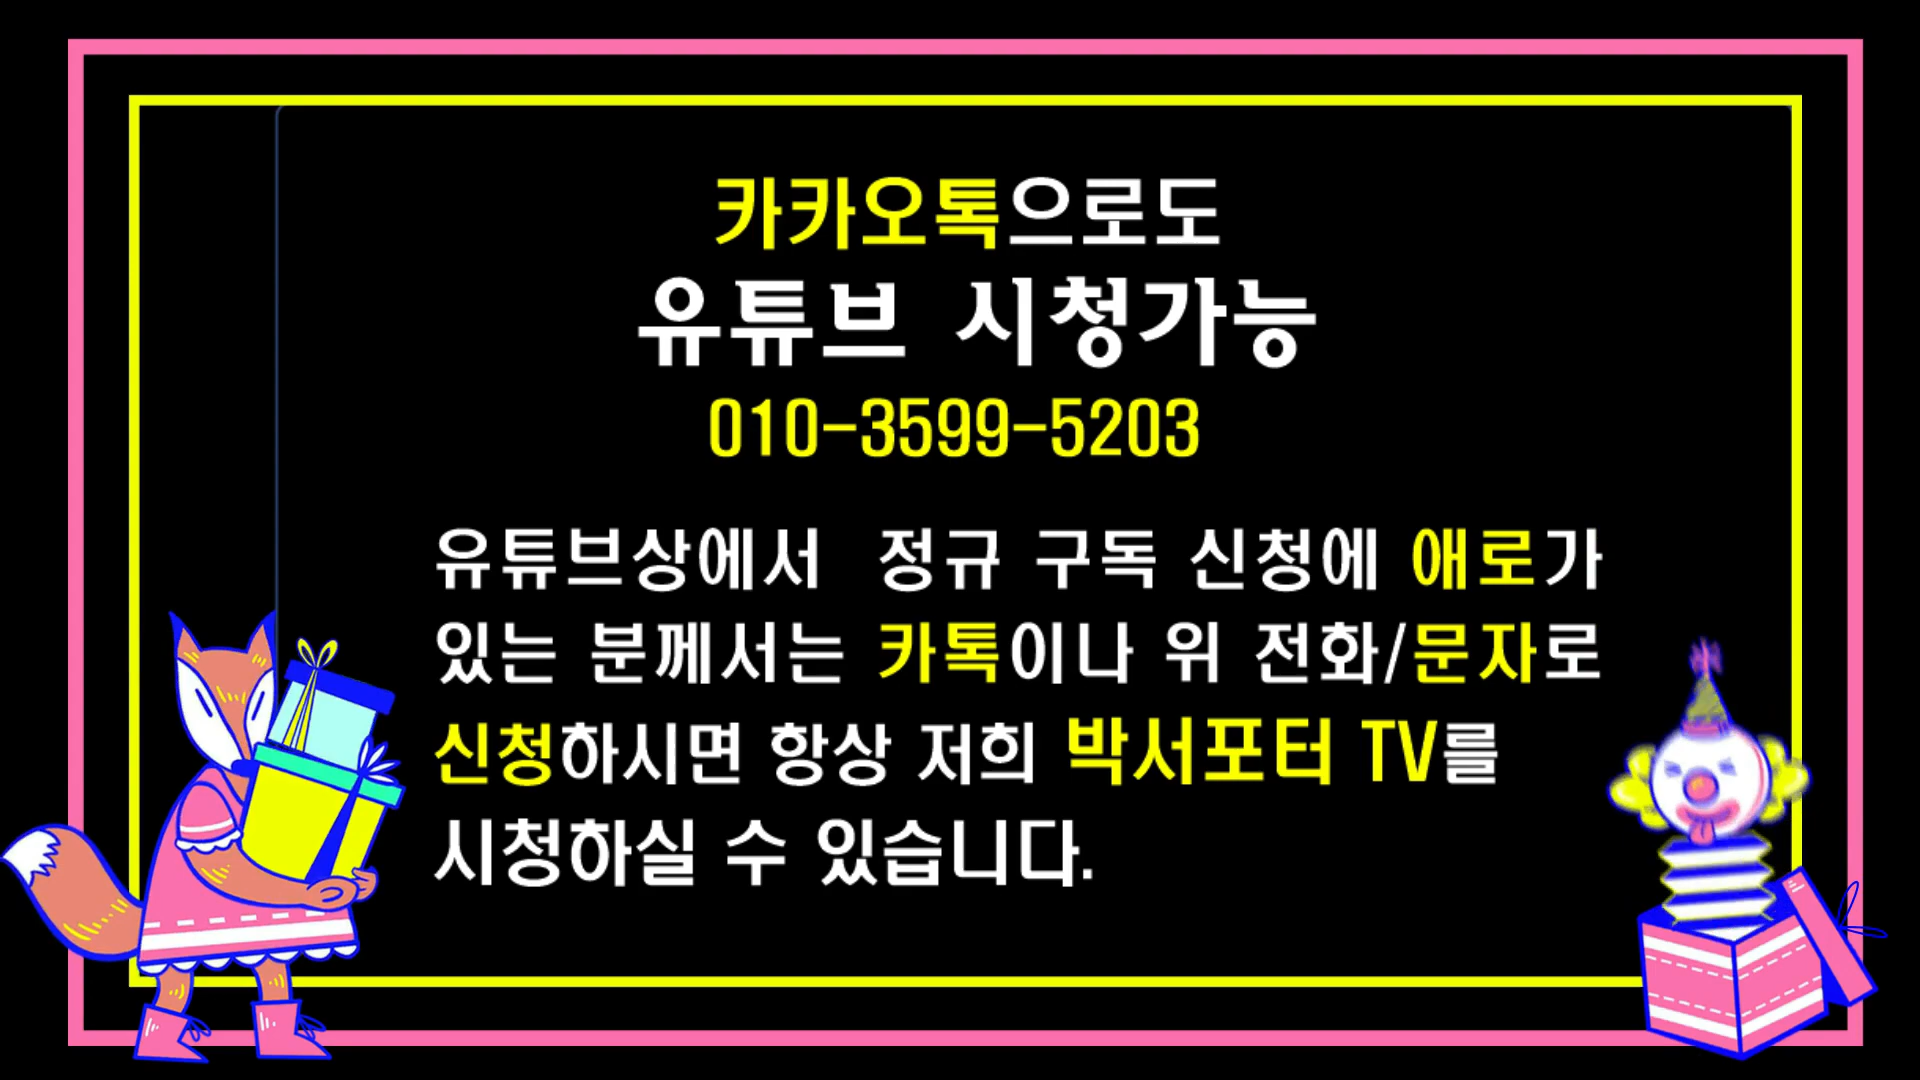 카카오톡으로도
유튜브 시청가능
010-3599-5203
유튜브상에서 정규 구독 신청에 애로가
있는 분께서는 카톡이나 위 전화/문자로
신청하시면 항상 저희 박서포터 TV를
시청하실 수 있습니다.